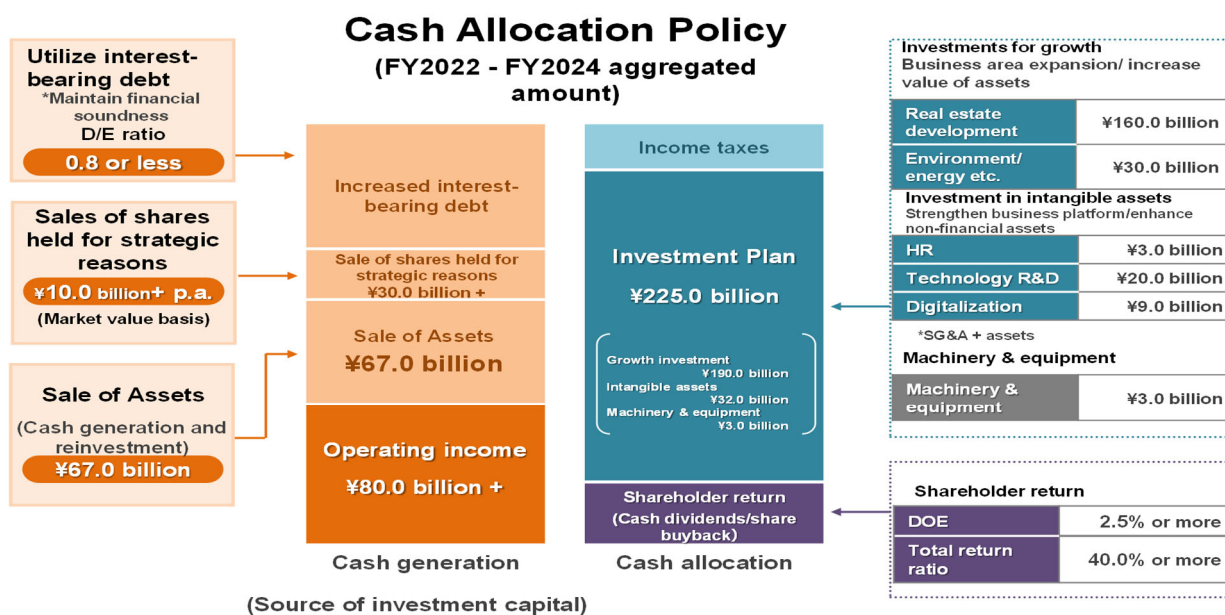 Cash Allocation Policy
(FY2022 - FY2024 aggregated
amount)
Utilize interest-
bearing debt
*Maintain financial
soundness
D/E ratio
0.8 or less
Sales of shares
held for strategic
reasons
¥10.0 billion+ p.a.
(Market value basis)
Sale of Assets
(Cash generation and
reinvestment)
¥67.0 billion
Increased interest-
bearing debt
Sale of shares held for
strategic reasons
¥30.0 billion +
Sale of Assets
¥67.0 billion
Operating income
¥80.0 billion +
Cash generation
(Source of investment capital)
Income taxes
Investment Plan
¥225.0 billion
Growth investment
¥190.0 billion
Intangible assets
¥32.0 billion
Machinery & equipment
¥3.0 billion
Shareholder return
(Cash dividends/share
buyback)
Cash allocation
Investments for growth
Business area expansion/ increase
value of assets
Real estate
development
¥160.0 billion
Environment/
energy etc.
¥30.0 billion
Investment in intangible assets
Strengthen business platform/enhance
non-financial assets
HR
¥3.0 billion
Technology R&D
¥20.0 billion
Digitalization
¥9.0 billion
*SG&A + assets
Machinery & equipment
Machinery &
equipment
¥3.0 billion
Shareholder return
DOE
2.5% or more
Total return
ratio
40.0% or more